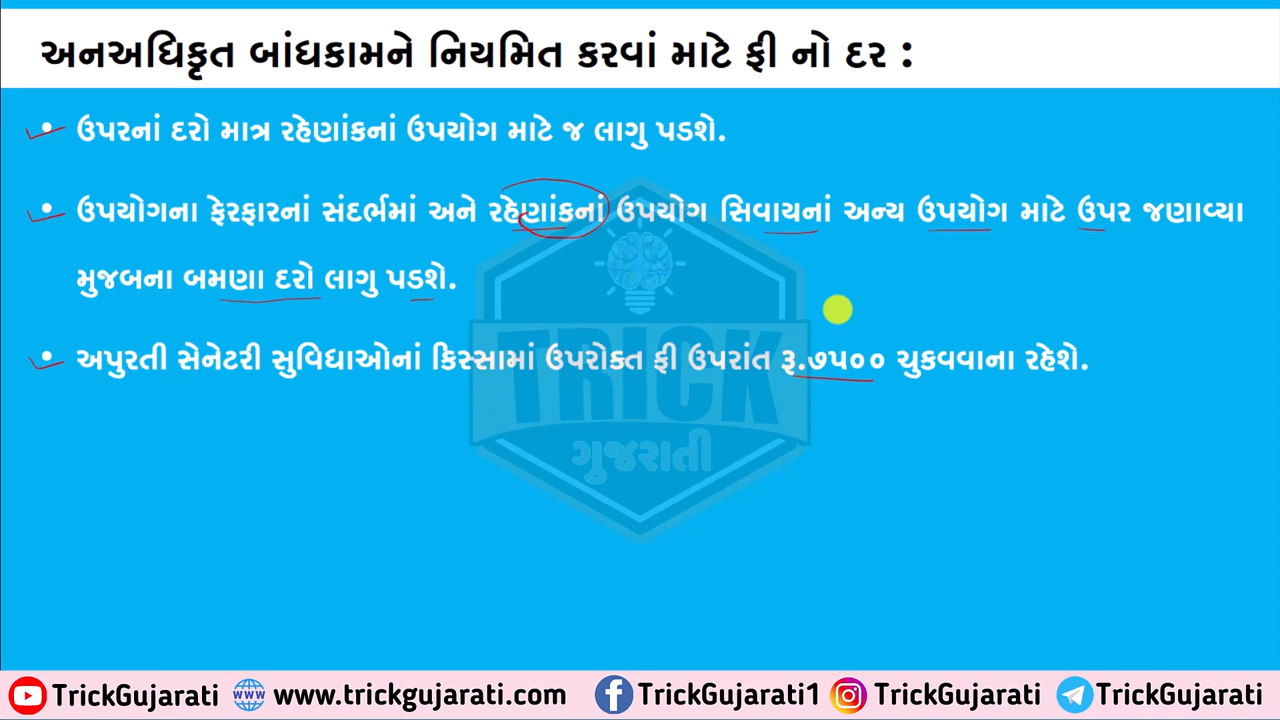 અનઅધિકૃત બાંધકામને નિયમિત કરવાં માટે ફી નો દર :
• ઉપરનાં દરો માત્ર રહેણાંકનાં ઉપયોગ માટે જ લાગુ પડશે.
• ઉપયોગના ફેરફારનાં સંદર્ભમાં અને રહેણાંકનાં ઉપયોગ સિવાયનાં અન્ય ઉપયોગ માટે ઉપર જણાવ્યા
મુજબના બમણા દરો લાગુ પડશે.
• અપુરતી સેનેટરી સુવિધાઓનાં કિસ્સામાં ઉપરોક્ત ફી ઉપરાંત રૂ.૭૫૦૦ ચુકવવાના રહેશે.
TRICK
ગુજરાતી
TrickGujarati www www.trickgujarati.com TrickGujarati1 TrickGujarati TrickGujarati